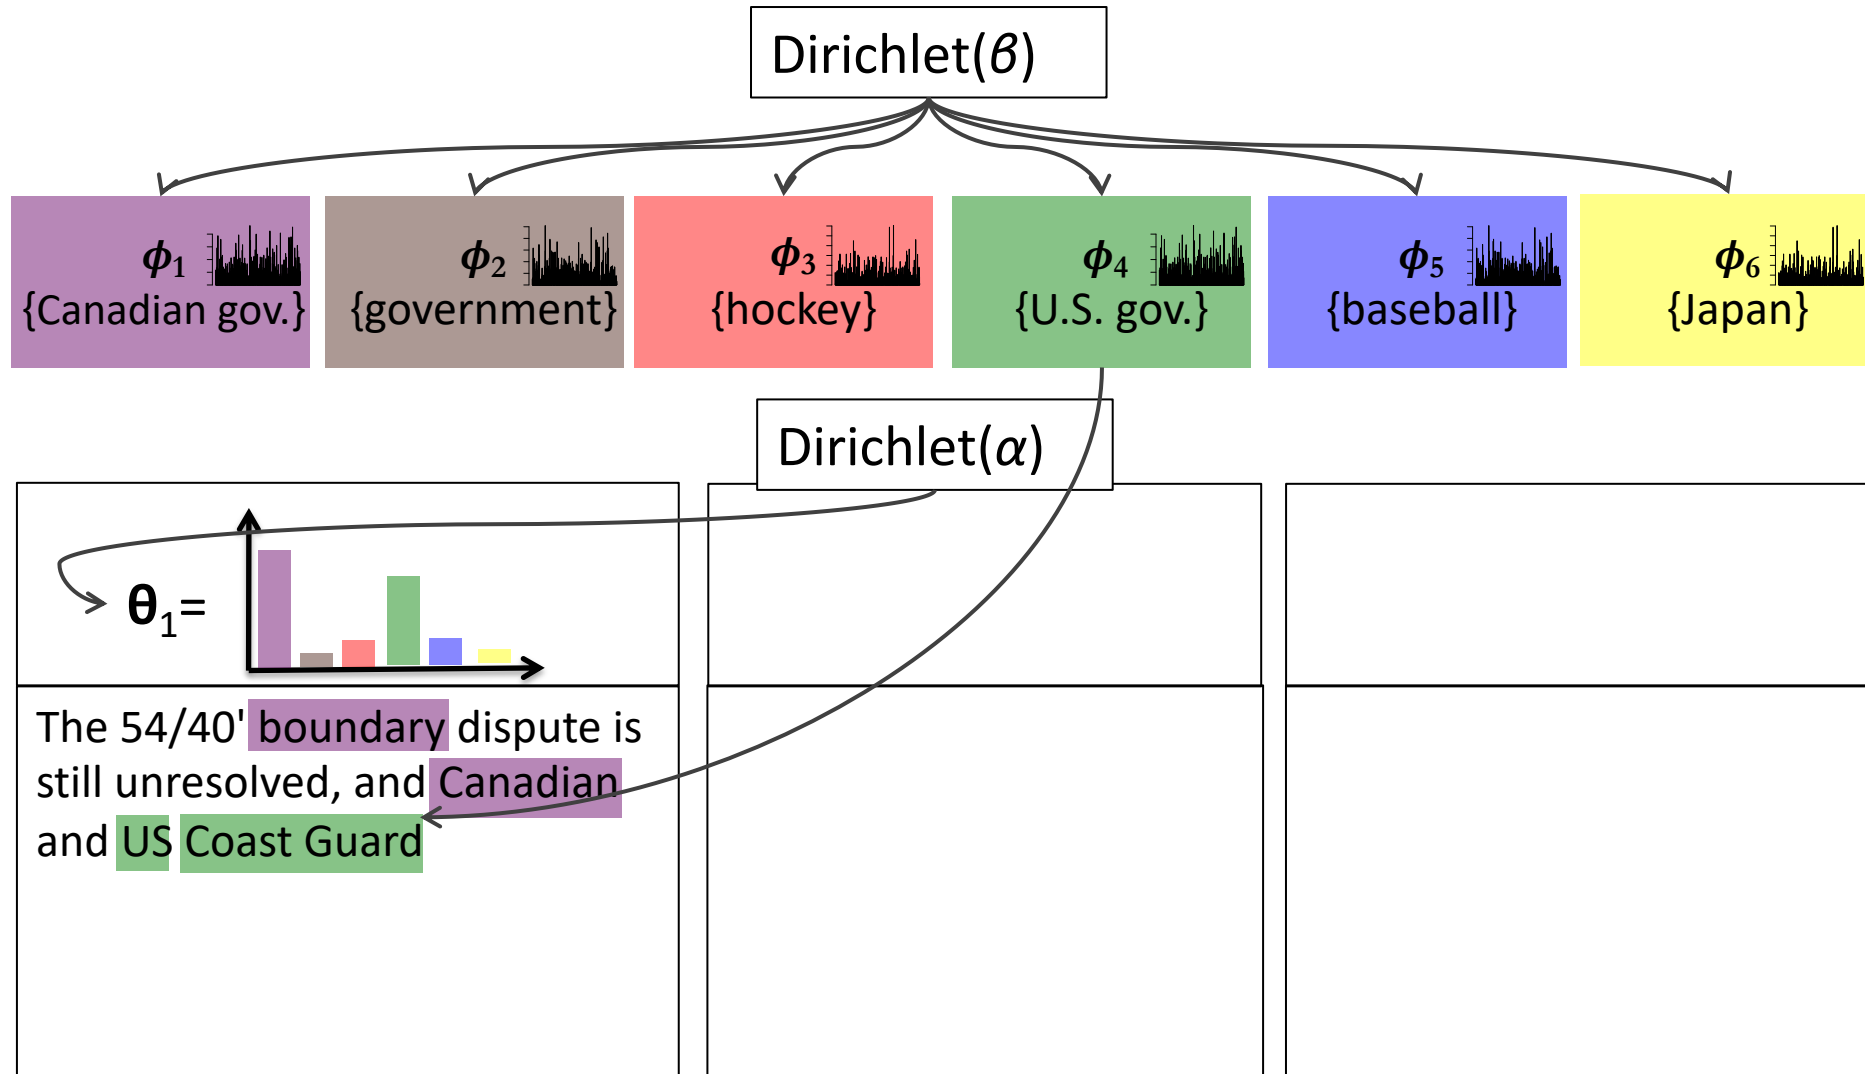 Dirichlet(β)
ϕ1 ϕ2 ϕ3 ϕ4 ϕ5 ϕ6
{Canadian gov.} {government} {hockey} {U.S. gov.} {baseball} {Japan}
Dirichlet(α)
θ1=
The 54/40' boundary dispute is
still unresolved, and Canadian
and US Coast Guard